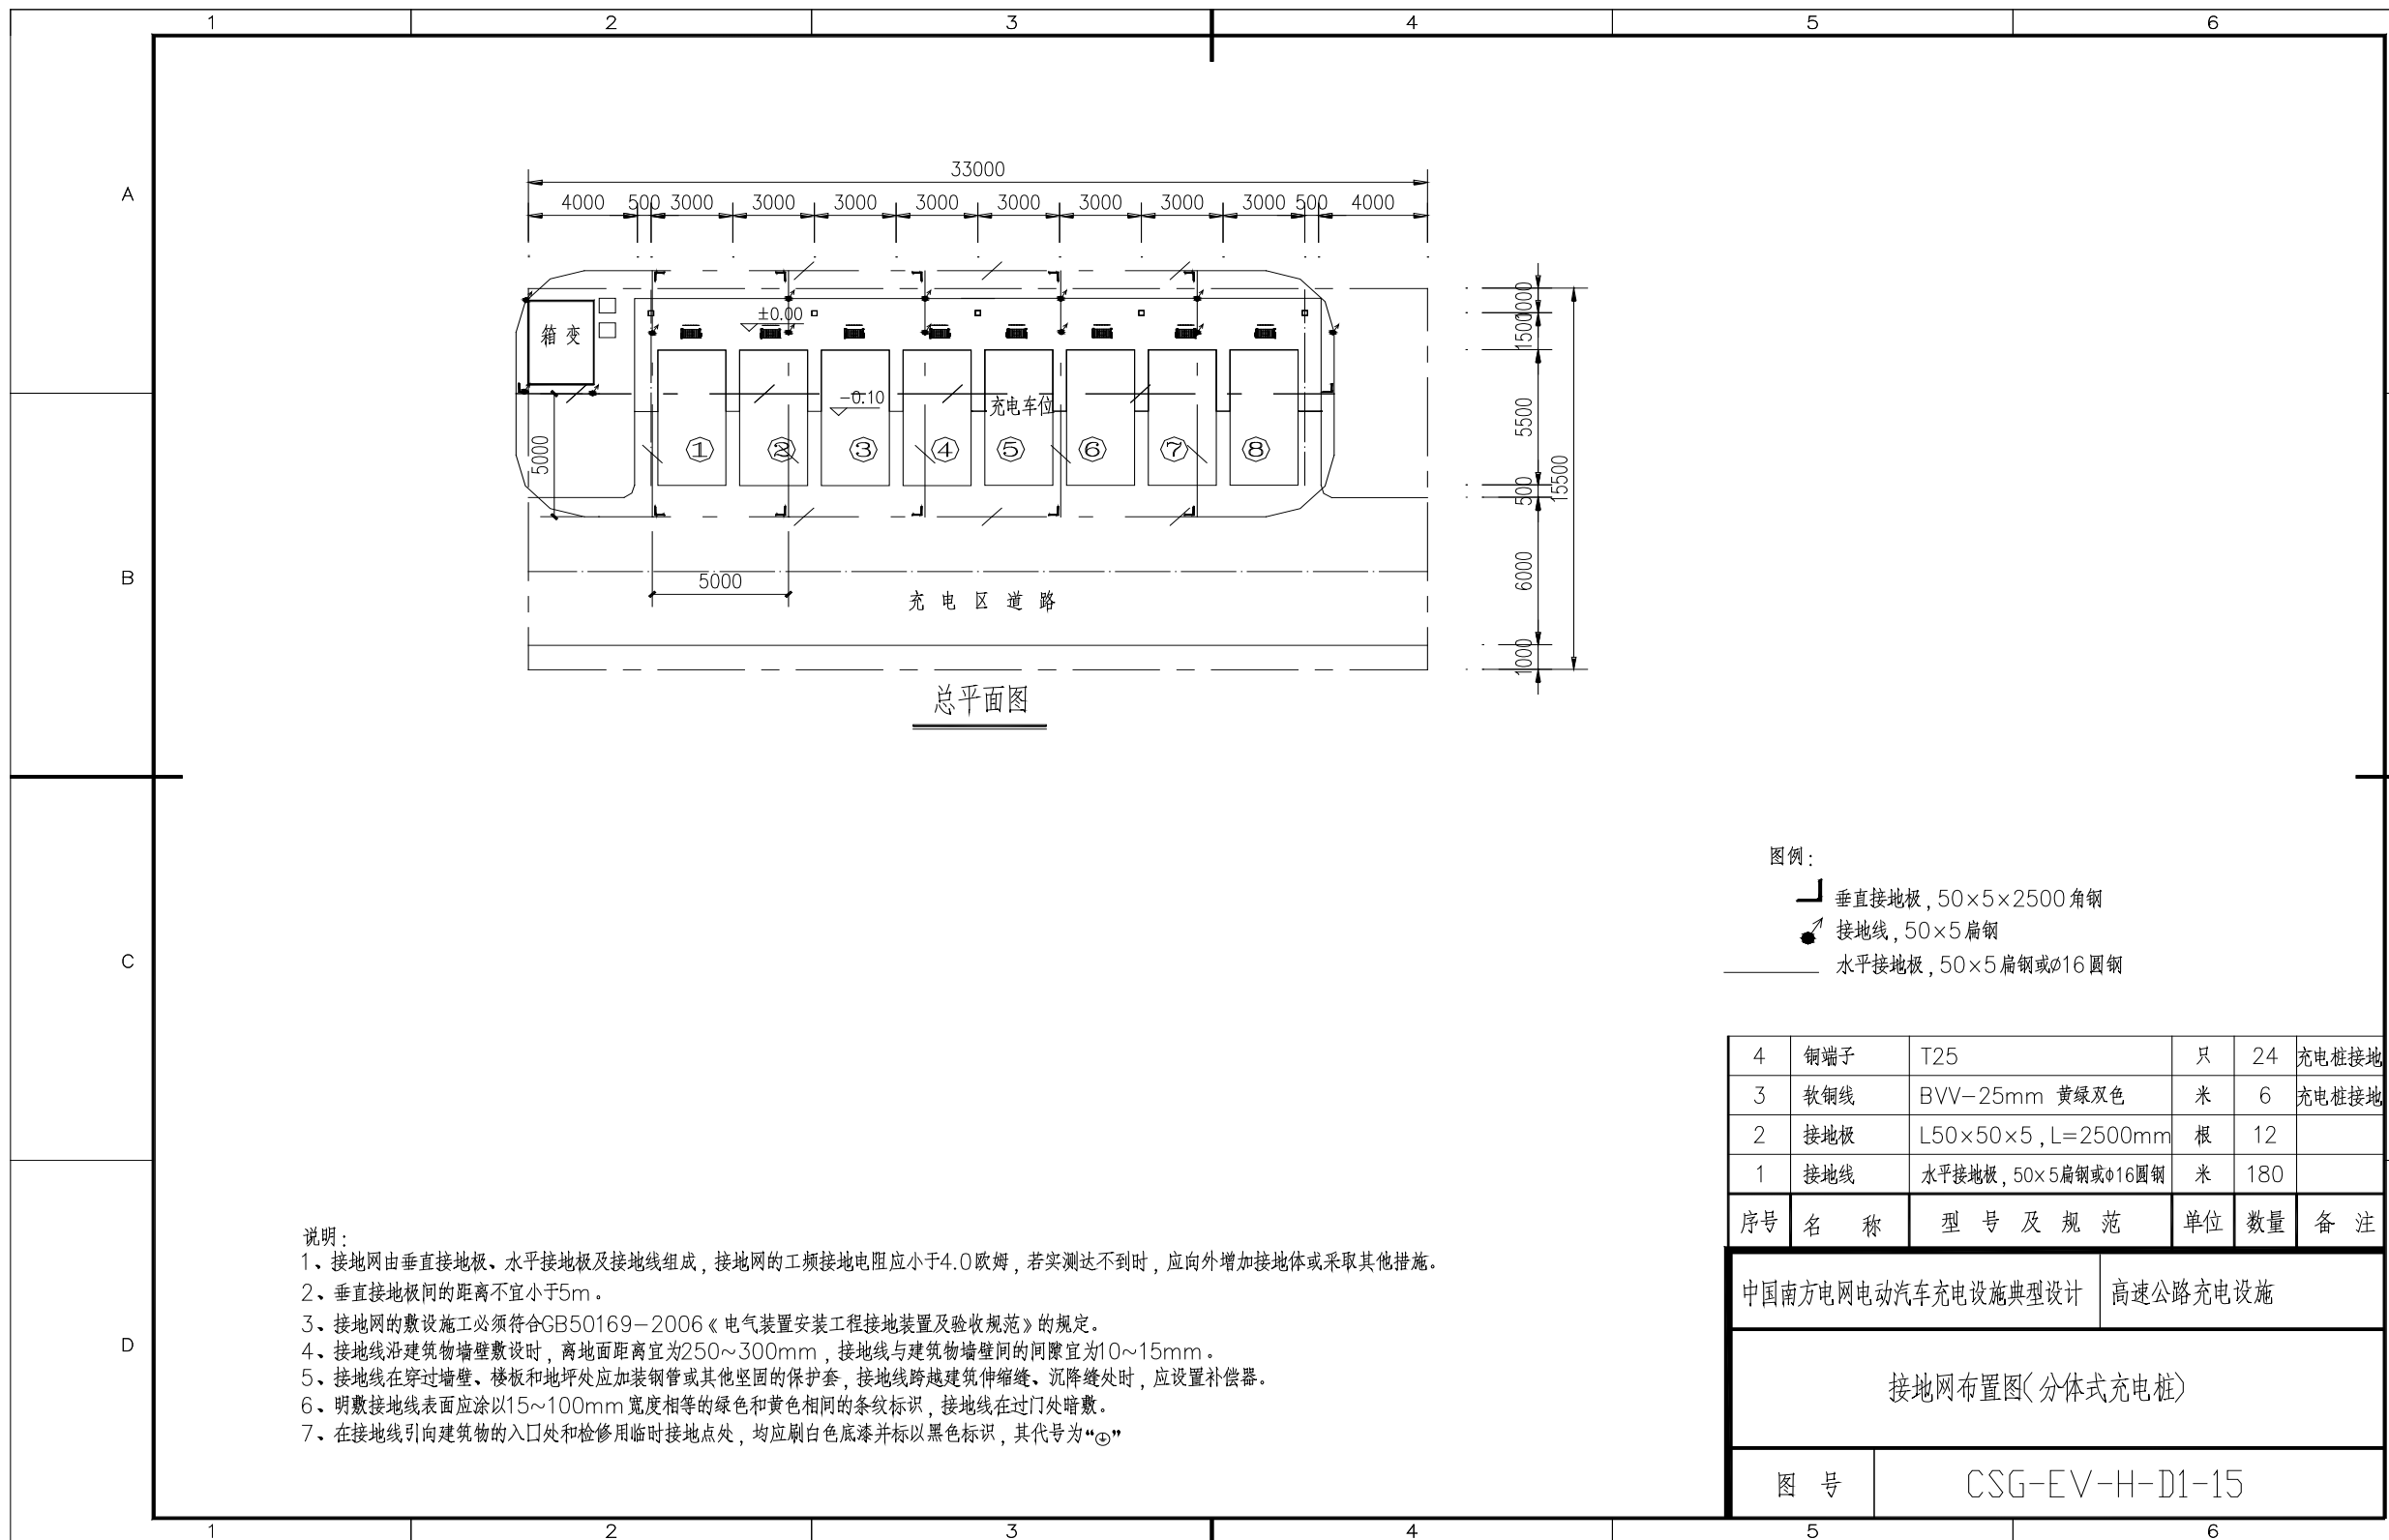 1 2 3 4 5 6
A
B
C
D
33000
4000 500 3000 3000 3000 3000 3000 3000 3000 3000 500 4000
箱变
±0.00
-0.10
充电车位
① ② ③ ④ ⑤ ⑥ ⑦ ⑧
5000
5000
充电区道路
1000
1500
5500
500
6000
1000
15500
总平面图
图例:
垂直接地极,50×5×2500角钢
接地线,50×5扁钢
水平接地极,50×5扁钢或ø16圆钢
4 铜端子 T25 只 24 充电桩接地
3 软铜线 BVV-25mm 黄绿双色 米 6 充电桩接地
2 接地极 L50×50×5,L=2500mm 根 12
1 接地线 水平接地极,50×5扁钢或φ16圆钢 米 180
序号 名称 型号及规范 单位 数量 备注
中国南方电网电动汽车充电设施典型设计 高速公路充电设施
接地网布置图(分体式充电桩)
图号 CSG-EV-H-D1-15
说明:
1、接地网由垂直接地极、水平接地极及接地线组成,接地网的工频接地电阻应小于4.0欧姆,若实测达不到时,应向外增加接地体或采取其他措施。
2、垂直接地极间的距离不宜小于5m。
3、接地网的敷设施工必须符合GB50169-2006《电气装置安装工程接地装置及验收规范》的规定。
4、接地线沿建筑物墙壁敷设时,离地面距离宜为250~300mm,接地线与建筑物墙壁间的间隙宜为10~15mm。
5、接地线在穿过墙壁、楼板和地坪处应加装钢管或其他坚固的保护套,接地线跨越建筑伸缩缝、沉降缝处时,应设置补偿器。
6、明敷接地线表面应涂以15~100mm宽度相等的绿色和黄色相间的条纹标识,接地线在过门处暗敷。
7、在接地线引向建筑物的入口处和检修用临时接地点处,均应刷白色底漆并标以黑色标识,其代号为“⏚”
1 2 3 4 5 6